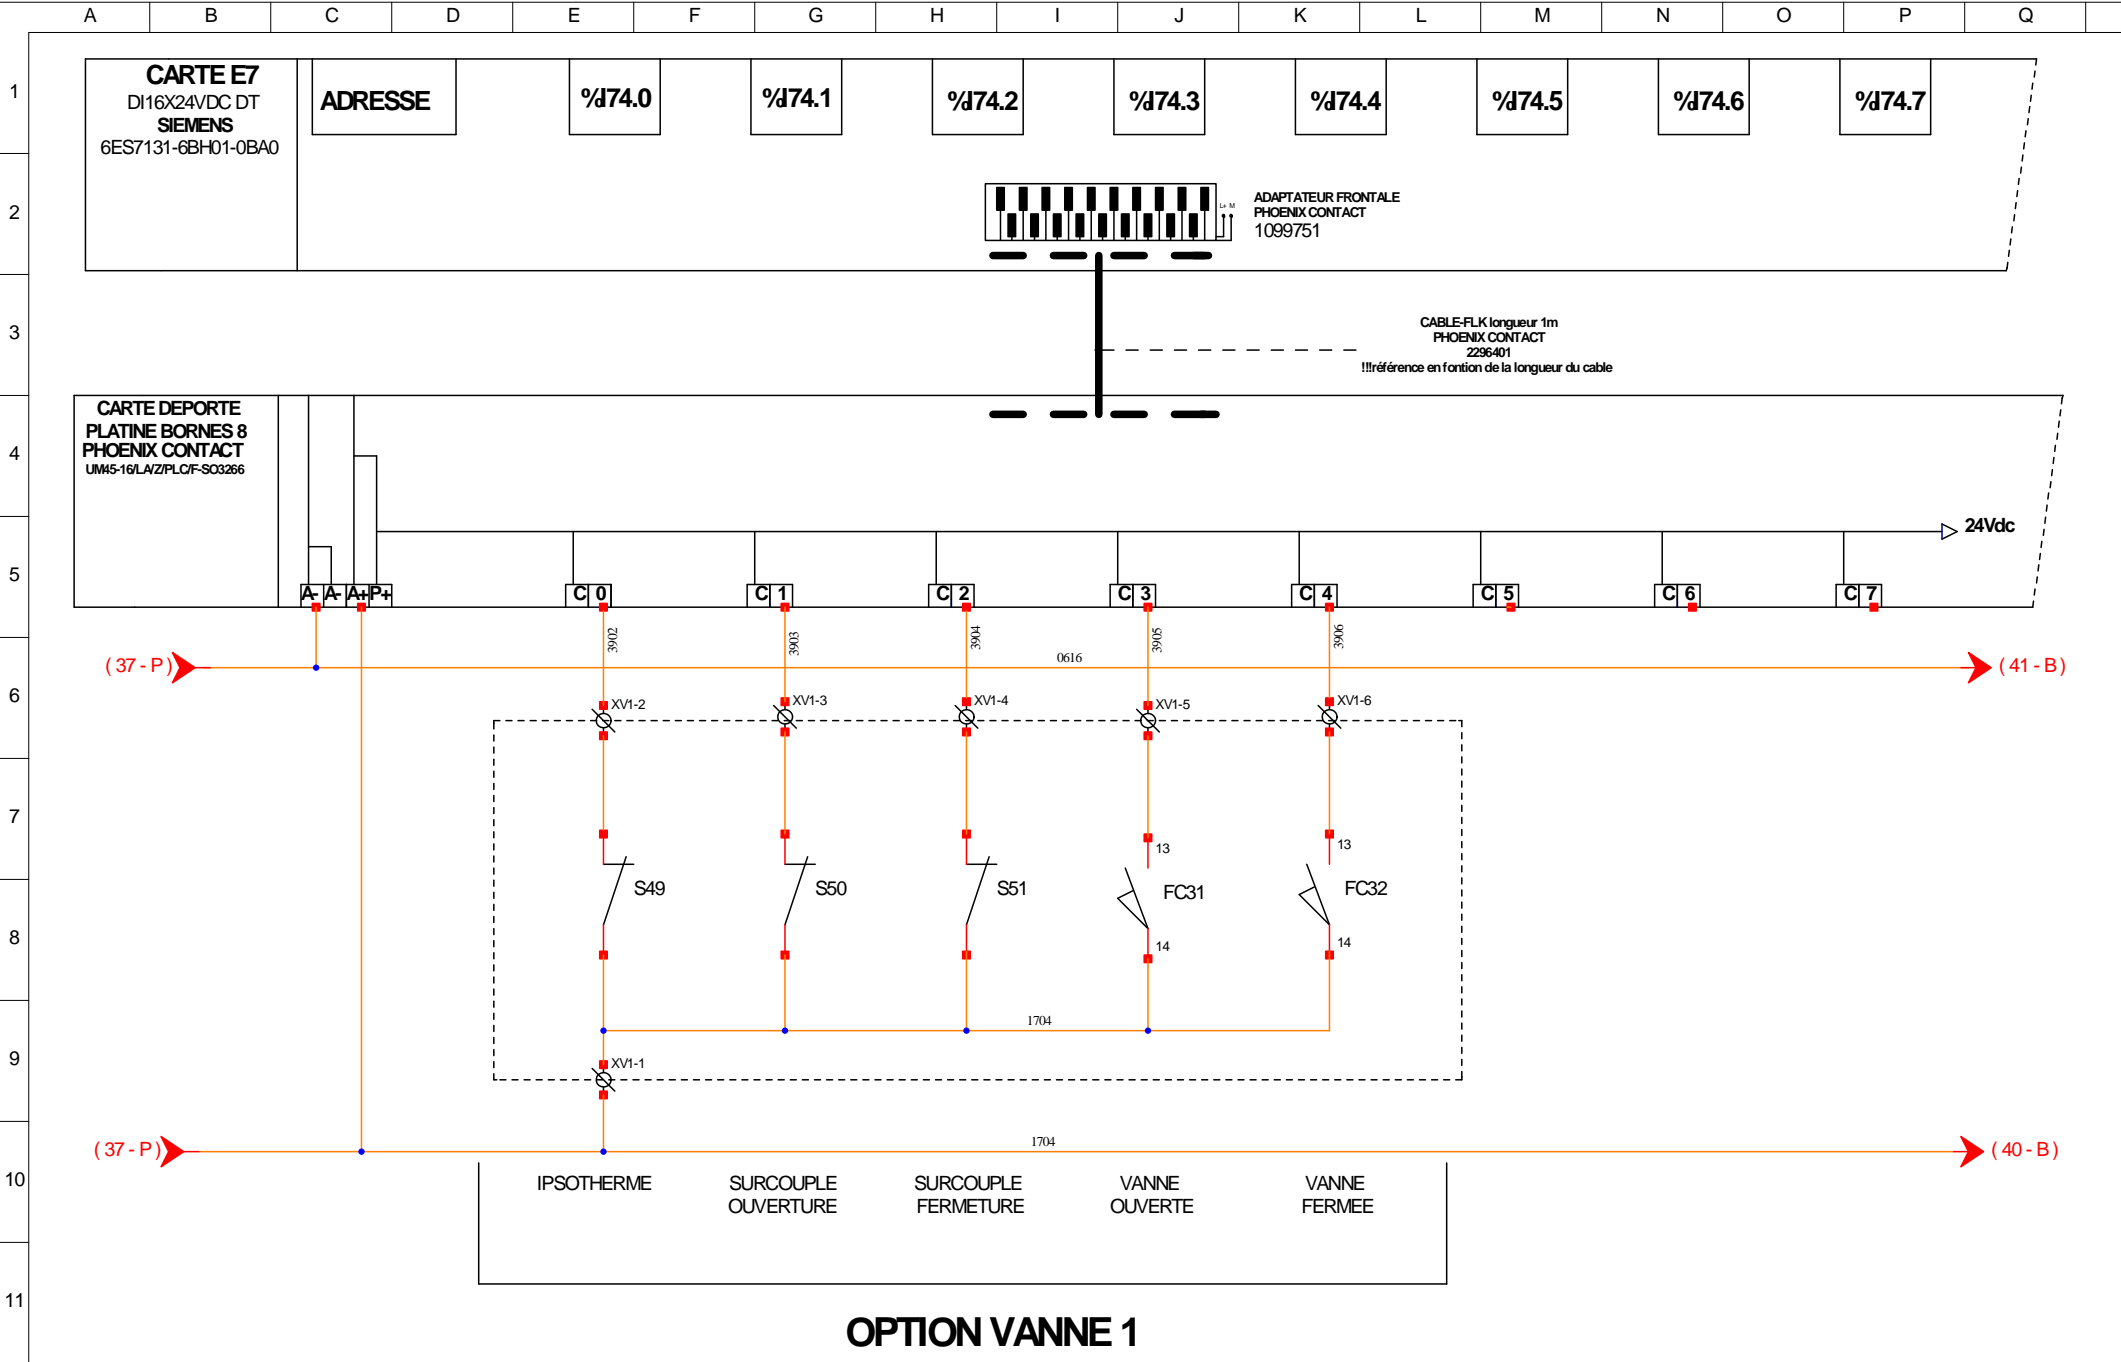 A B C D E F G H I J K L M N O P Q
1
CARTE E7
DI16X24VDC DT
SIEMENS
6ES7131-6BH01-0BA0
ADRESSE
%I74.0
%I74.1
%I74.2
%I74.3
%I74.4
%I74.5
%I74.6
%I74.7
2
L+ M
ADAPTATEUR FRONTALE
PHOENIX CONTACT
1099751
3
CABLE-FLK longueur 1m
PHOENIX CONTACT
2296401
!!!référence en fontion de la longueur du cable
4
CARTE DEPORTE
PLATINE BORNES 8
PHOENIX CONTACT
UM45-16/LA/Z/PLC/F-SO3266
24Vdc
5
A- A- A+ P+
C 0
C 1
C 2
C 3
C 4
C 5
C 6
C 7
3902
3903
3904
3905
3906
( 37 - P )
0616
( 41 - B )
6
XV1-2
XV1-3
XV1-4
XV1-5
XV1-6
7
13
13
S49
S50
S51
FC31
FC32
8
14
14
1704
9
XV1-1
( 37 - P )
1704
( 40 - B )
10
IPSOTHERME
SURCOUPLE
OUVERTURE
SURCOUPLE
FERMETURE
VANNE
OUVERTE
VANNE
FERMEE
11
OPTION VANNE 1